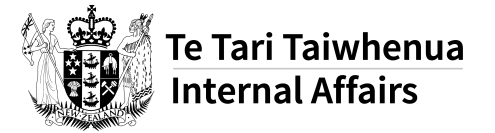 Te Tari Taiwhenua
Internal Affairs
NEW ZEALAND